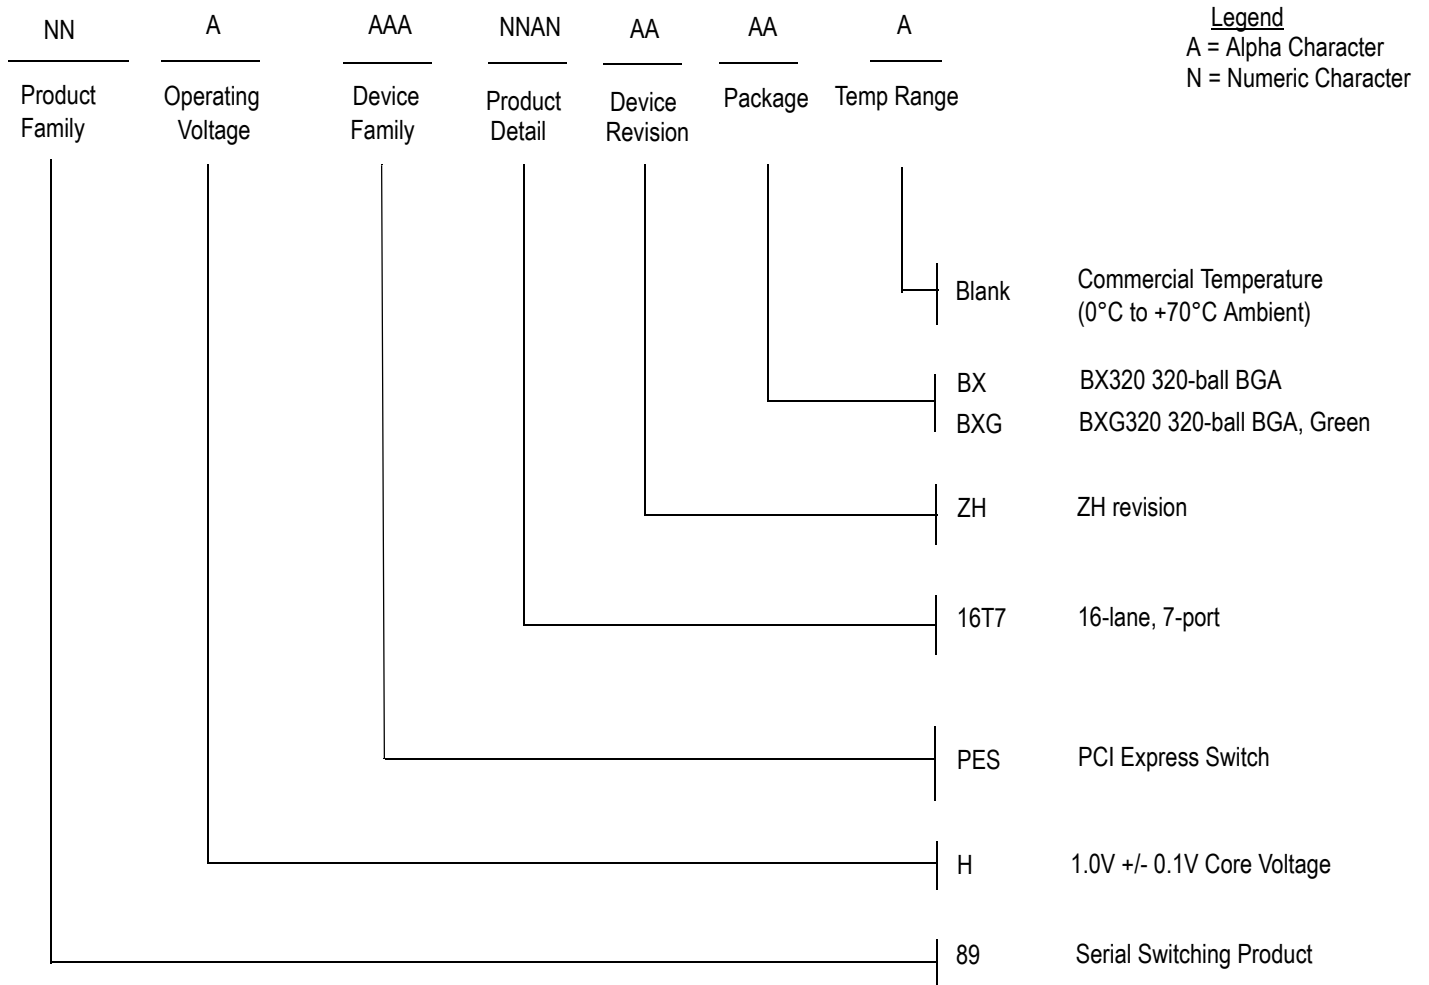 NN A AAA NNAN AA AA A
Legend
A = Alpha Character
N = Numeric Character
Product Family
Operating Voltage
Device Family
Product Detail
Device Revision
Package
Temp Range
Blank Commercial Temperature
(0°C to +70°C Ambient)
BX BX320 320-ball BGA
BXG BXG320 320-ball BGA, Green
ZH ZH revision
16T7 16-lane, 7-port
PES PCI Express Switch
H 1.0V +/- 0.1V Core Voltage
89 Serial Switching Product